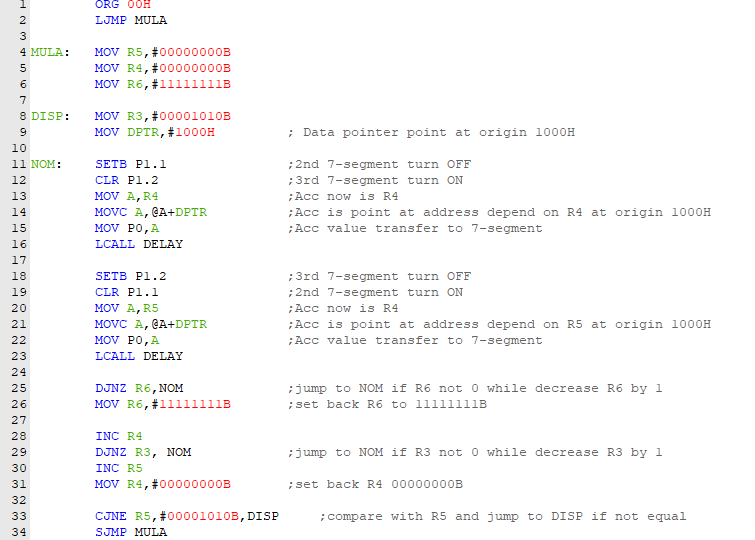 1 ORG 00H
2 LJMP MULA
3
4 MULA: MOV R5,#00000000B
5 MOV R4,#00000000B
6 MOV R6,#11111111B
7
8 DISP: MOV R3,#00001010B
9 MOV DPTR,#1000H ; Data pointer point at origin 1000H
10
11 NOM: SETB P1.1 ;2nd 7-segment turn OFF
12 CLR P1.2 ;3rd 7-segment turn ON
13 MOV A,R4 ;Acc now is R4
14 MOVC A,@A+DPTR ;Acc is point at address depend on R4 at origin 1000H
15 MOV P0,A ;Acc value transfer to 7-segment
16 LCALL DELAY
17
18 SETB P1.2 ;3rd 7-segment turn OFF
19 CLR P1.1 ;2nd 7-segment turn ON
20 MOV A,R5 ;Acc now is R4
21 MOVC A,@A+DPTR ;Acc is point at address depend on R5 at origin 1000H
22 MOV P0,A ;Acc value transfer to 7-segment
23 LCALL DELAY
24
25 DJNZ R6,NOM ;jump to NOM if R6 not 0 while decrease R6 by 1
26 MOV R6,#11111111B ;set back R6 to 11111111B
27
28 INC R4
29 DJNZ R3, NOM ;jump to NOM if R3 not 0 while decrease R3 by 1
30 INC R5
31 MOV R4,#00000000B ;set back R4 00000000B
32
33 CJNE R5,#00001010B,DISP ;compare with R5 and jump to DISP if not equal
34 SJMP MULA